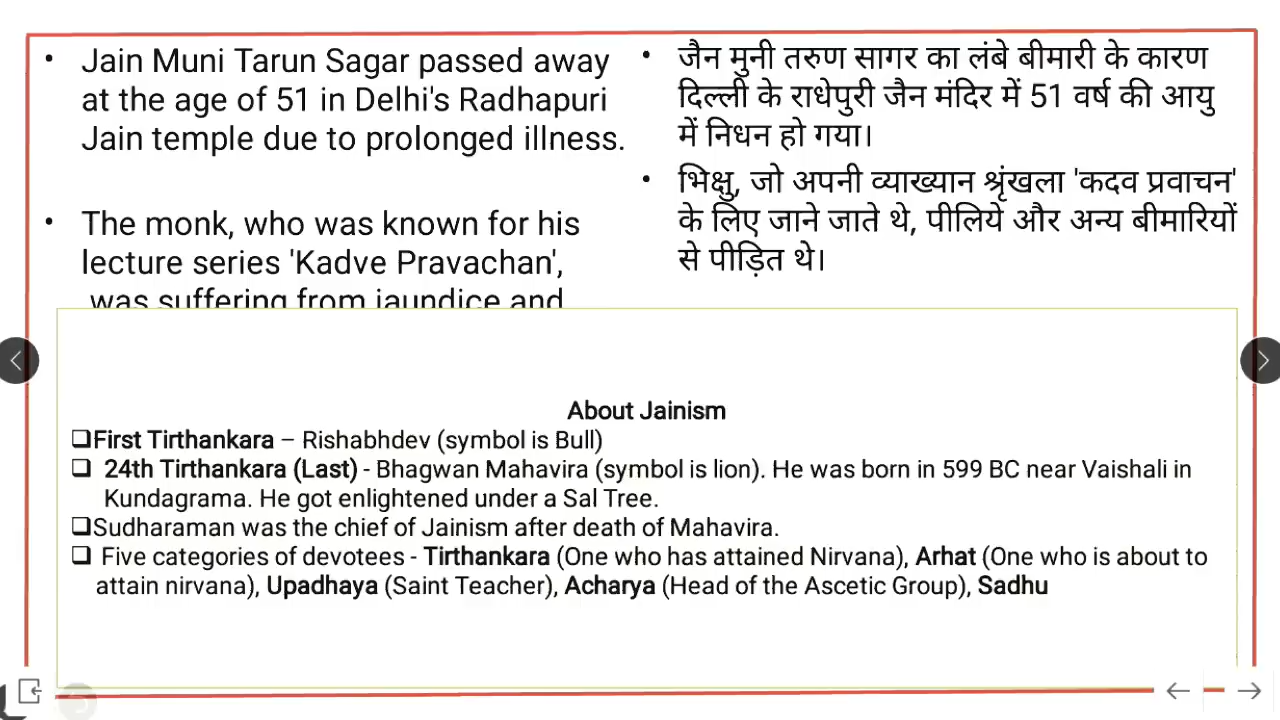 • Jain Muni Tarun Sagar passed away
at the age of 51 in Delhi's Radhapuri
Jain temple due to prolonged illness.
• The monk, who was known for his
lecture series 'Kadve Pravachan',
was suffering from jaundice and
• जैन मुनी तरुण सागर का लंबे बीमारी के कारण
दिल्ली के राधेपुरी जैन मंदिर में 51 वर्ष की आयु
में निधन हो गया।
• भिक्षु, जो अपनी व्याख्यान श्रृंखला 'कदव प्रवाचन'
के लिए जाने जाते थे, पीलिये और अन्य बीमारियों
से पीड़ित थे।
About Jainism
❑First Tirthankara – Rishabhdev (symbol is Bull)
❑ 24th Tirthankara (Last) - Bhagwan Mahavira (symbol is lion). He was born in 599 BC near Vaishali in
Kundagrama. He got enlightened under a Sal Tree.
❑Sudharaman was the chief of Jainism after death of Mahavira.
❑ Five categories of devotees - Tirthankara (One who has attained Nirvana), Arhat (One who is about to
attain nirvana), Upadhaya (Saint Teacher), Acharya (Head of the Ascetic Group), Sadhu